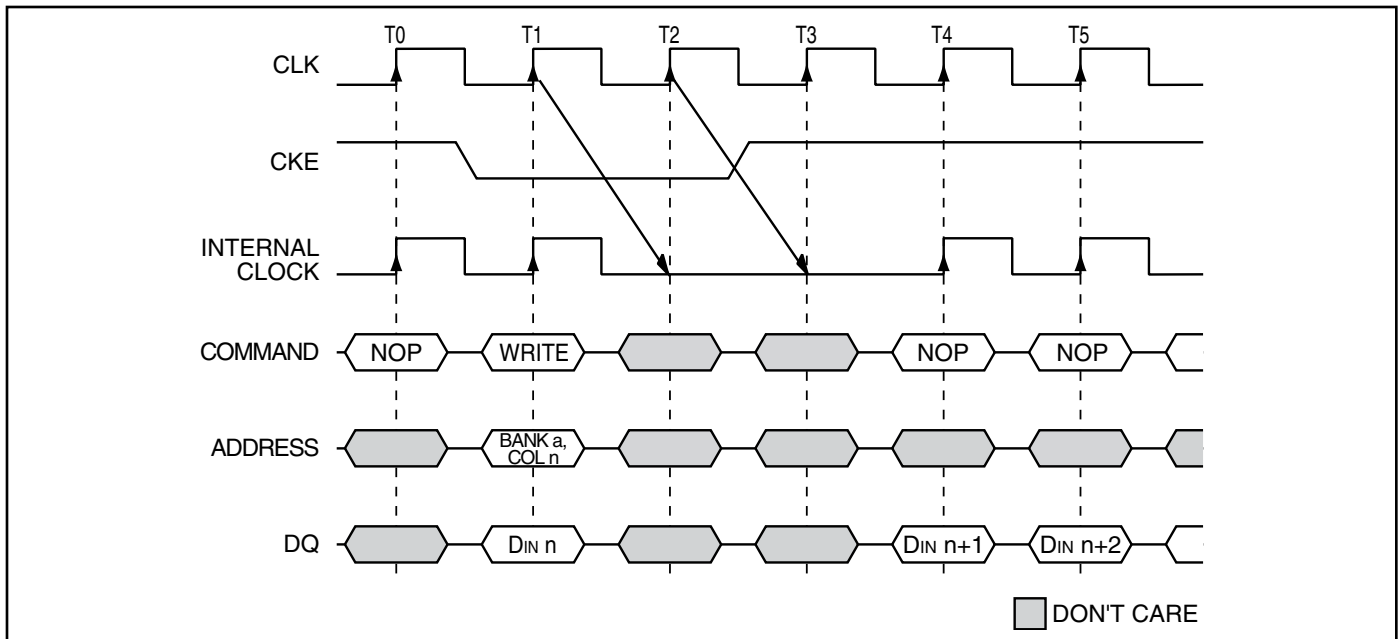 T0 T1 T2 T3 T4 T5
CLK
CKE
INTERNAL
CLOCK
COMMAND NOP WRITE NOP NOP
ADDRESS BANK a,
COL n
DQ DIN n DIN n+1 DIN n+2
DON'T CARE